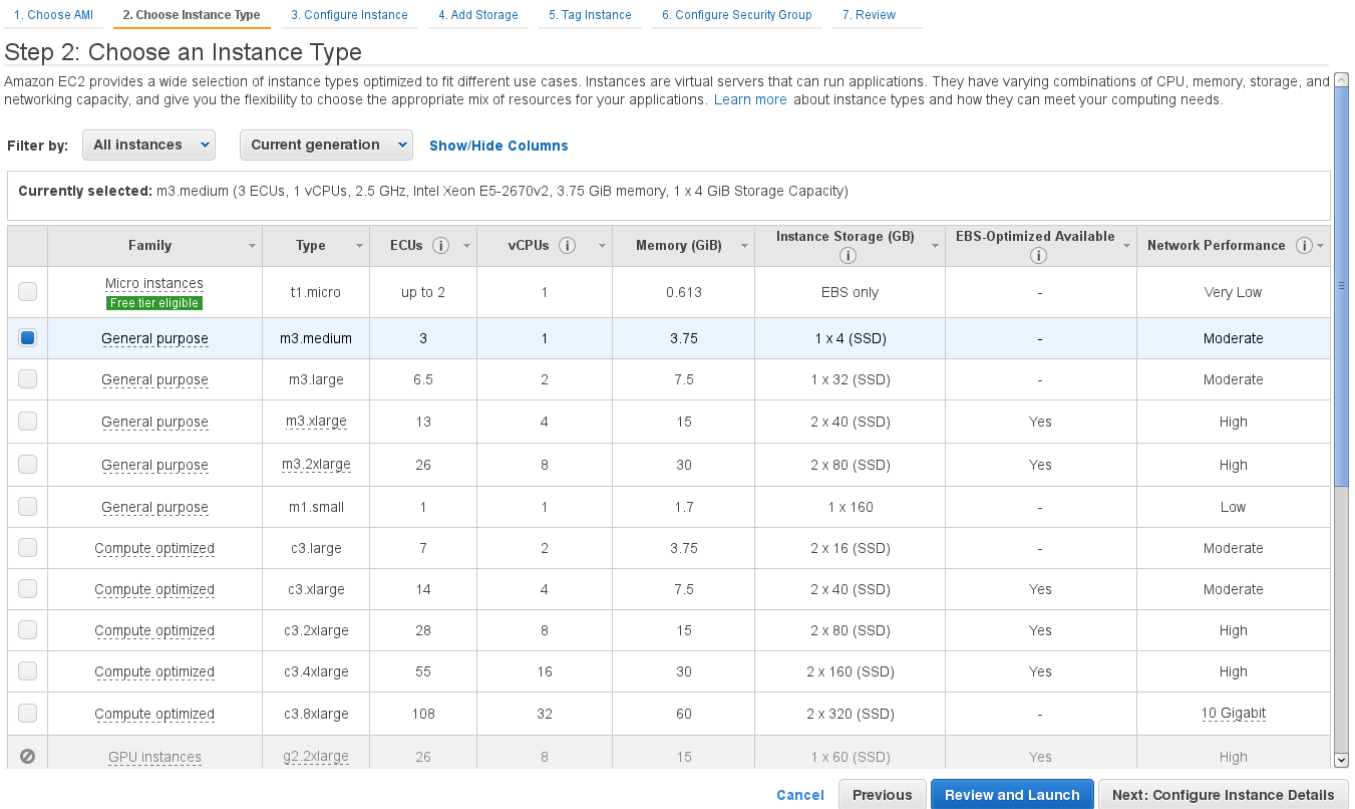 1. Choose AMI 2. Choose Instance Type 3. Configure Instance 4. Add Storage 5. Tag Instance 6. Configure Security Group 7. Review
Step 2: Choose an Instance Type
Amazon EC2 provides a wide selection of instance types optimized to fit different use cases. Instances are virtual servers that can run applications. They have varying combinations of CPU, memory, storage, and
networking capacity, and give you the flexibility to choose the appropriate mix of resources for your applications. Learn more about instance types and how they can meet your computing needs.
Filter by: All instances Current generation Show/Hide Columns
Currently selected: m3.medium (3 ECUs, 1 vCPUs, 2.5 GHz, Intel Xeon E5-2670v2, 3.75 GiB memory, 1 x 4 GiB Storage Capacity)
Family Type ECUs i vCPUs i Memory (GiB) Instance Storage (GB) i EBS-Optimized Available i Network Performance i
Micro instances t1.micro up to 2 1 0.613 EBS only - Very Low
Free tier eligible
General purpose m3.medium 3 1 3.75 1 x 4 (SSD) - Moderate
General purpose m3.large 6.5 2 7.5 1 x 32 (SSD) - Moderate
General purpose m3.xlarge 13 4 15 2 x 40 (SSD) Yes High
General purpose m3.2xlarge 26 8 30 2 x 80 (SSD) Yes High
General purpose m1.small 1 1 1.7 1 x 160 - Low
Compute optimized c3.large 7 2 3.75 2 x 16 (SSD) - Moderate
Compute optimized c3.xlarge 14 4 7.5 2 x 40 (SSD) Yes Moderate
Compute optimized c3.2xlarge 28 8 15 2 x 80 (SSD) Yes High
Compute optimized c3.4xlarge 55 16 30 2 x 160 (SSD) Yes High
Compute optimized c3.8xlarge 108 32 60 2 x 320 (SSD) - 10 Gigabit
GPU instances g2.2xlarge 26 8 15 1 x 60 (SSD) Yes High
Cancel Previous Review and Launch Next: Configure Instance Details